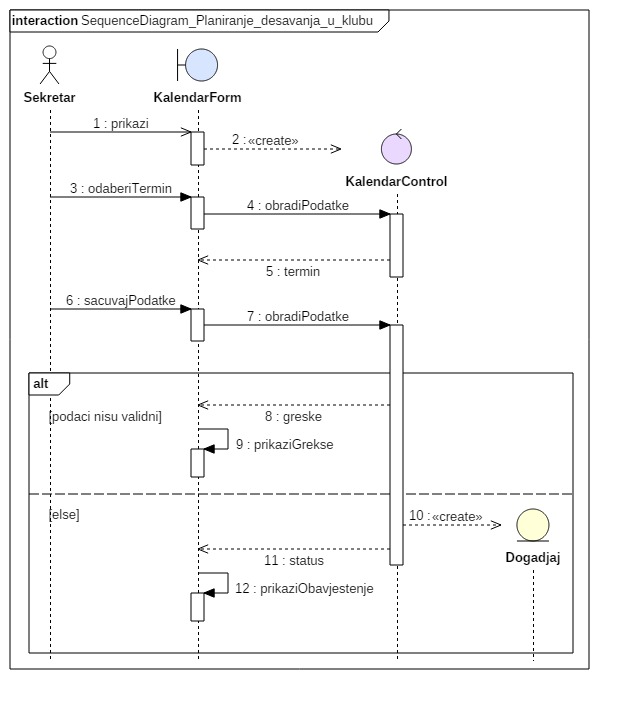 interaction SequenceDiagram_Planiranje_desavanja_u_klubu
Sekretar
KalendarForm
1 : prikazi
2 : «create»
KalendarControl
3 : odaberiTermin
4 : obradiPodatke
5 : termin
6 : sacuvajPodatke
7 : obradiPodatke
alt
8 : greske
[podaci nisu validni]
9 : prikaziGrekse
[else]
10 : «create»
Dogadjaj
11 : status
12 : prikaziObavjestenje